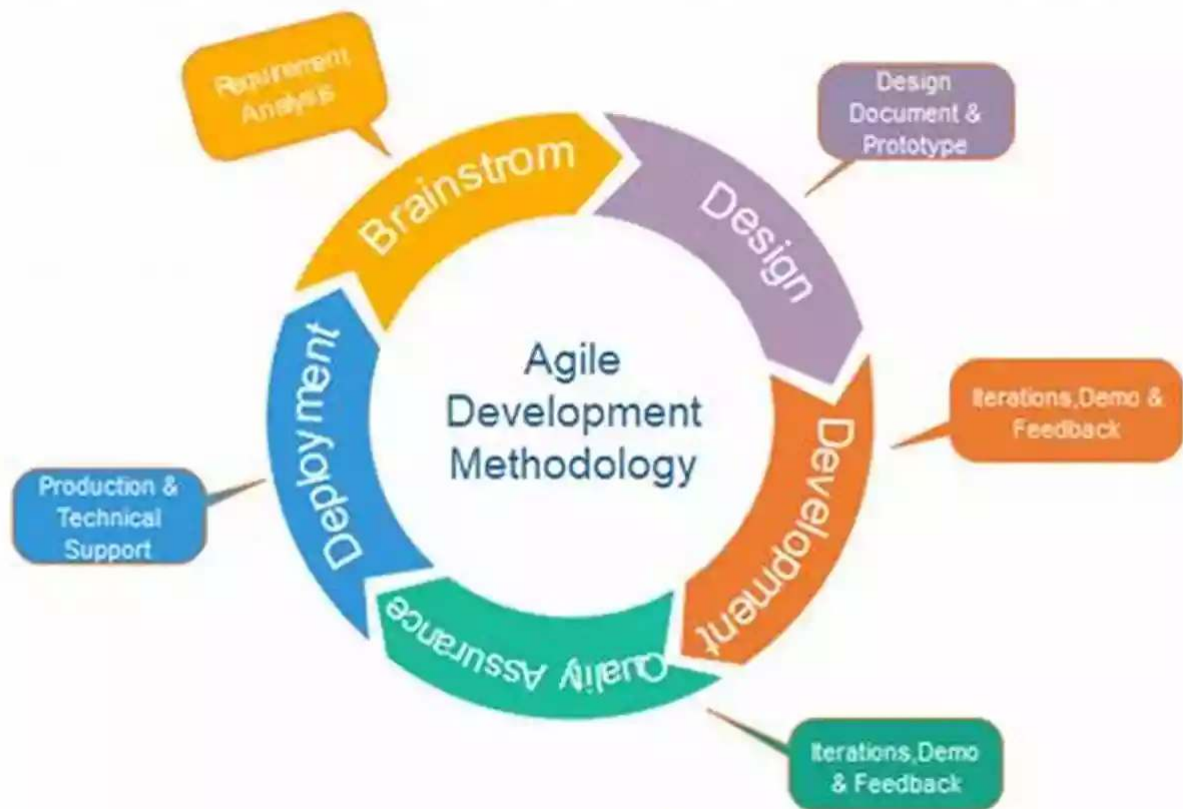 Requirement
Analysis
Brainstrom
Design
Document &
Prototype
Design
Iterations,Demo &
Feedback
Development
Iterations,Demo
& Feedback
Quality Assurance
Production &
Technical
Support
Deployment
Agile
Development
Methodology